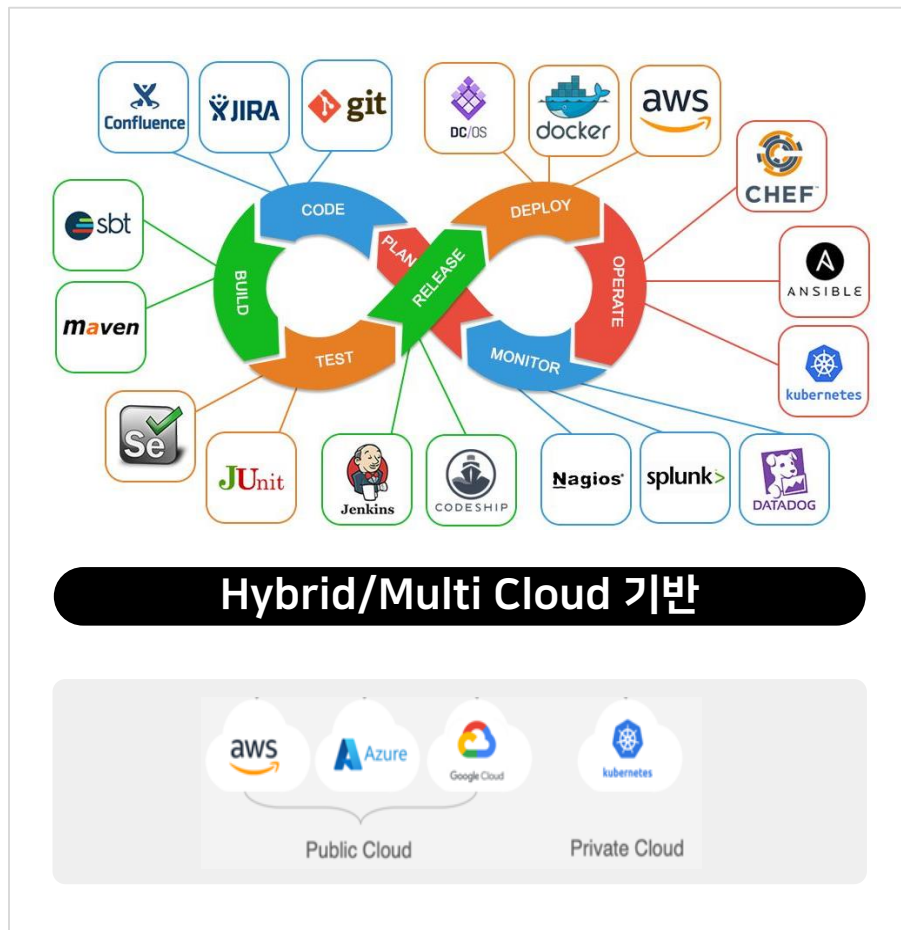 Confluence
JIRA
git
DC/OS
docker
aws
CHEF
sbt
maven
ANSIBLE
kubernetes
CODE
PLAN
RELEASE
DEPLOY
OPERATE
BUILD
TEST
MONITOR
Se
JUnit
Jenkins
CODESHIP
Nagios®
splunk>
DATADOG
Hybrid/Multi Cloud 기반
aws
Azure
Google Cloud
kubernetes
Public Cloud
Private Cloud